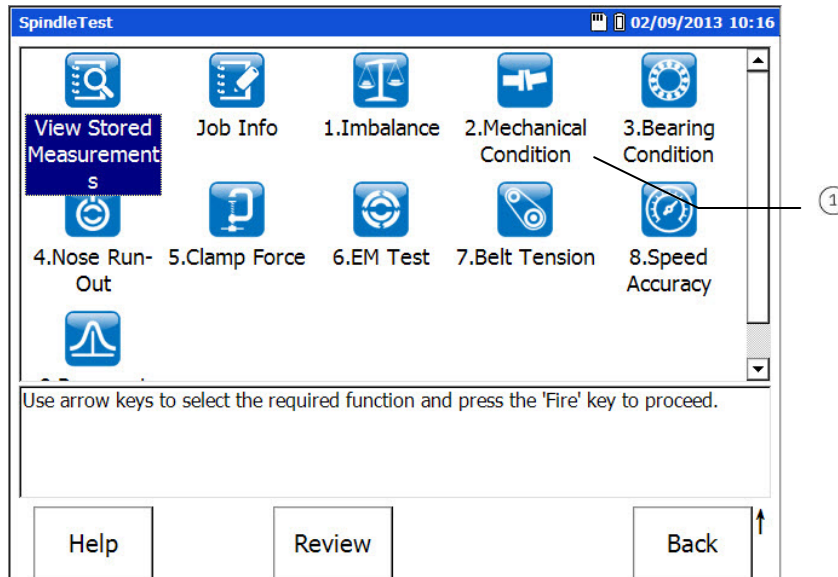 SpindleTest 02/09/2013 10:16
View Stored
Measurement
s
Job Info
1.Imbalance
2.Mechanical
Condition
3.Bearing
Condition
4.Nose Run-
Out
5.Clamp Force
6.EM Test
7.Belt Tension
8.Speed
Accuracy
Use arrow keys to select the required function and press the 'Fire' key to proceed.
Help
Review
Back
1